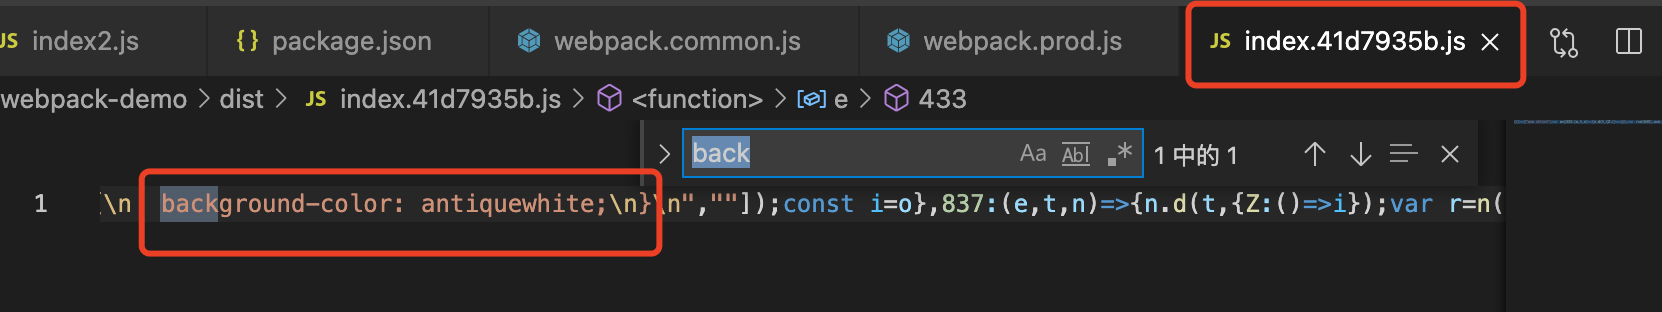 JS index2.js {} package.json webpack.common.js webpack.prod.js JS index.41d7935b.js
webpack-demo > dist > JS index.41d7935b.js > <function> > e > 433
back Aa Abl .* 1 中的 1
1 \n background-color: antiquewhite;\n}\n",""]);const i=o},837:(e,t,n)=>{n.d(t,{Z:()=>i});var r=n(